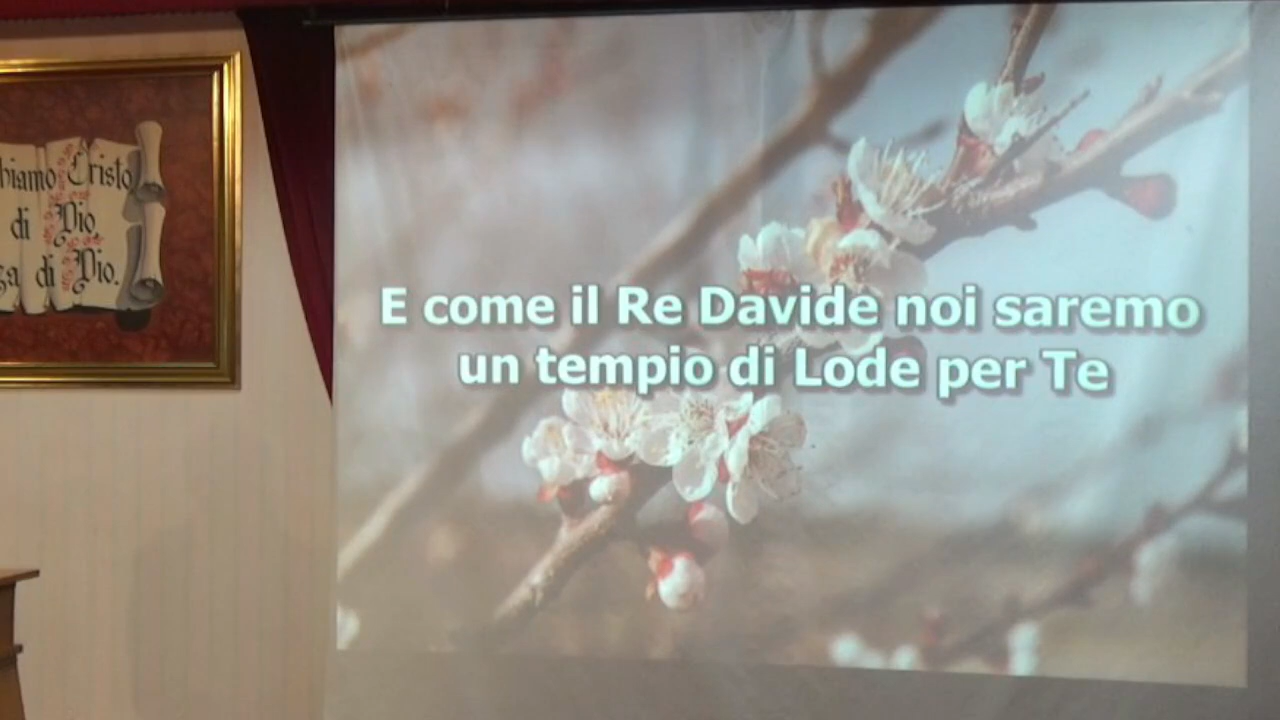 Cristo
di Dio,
di Dio.
E come il Re Davide noi saremo
un tempio di Lode per Te